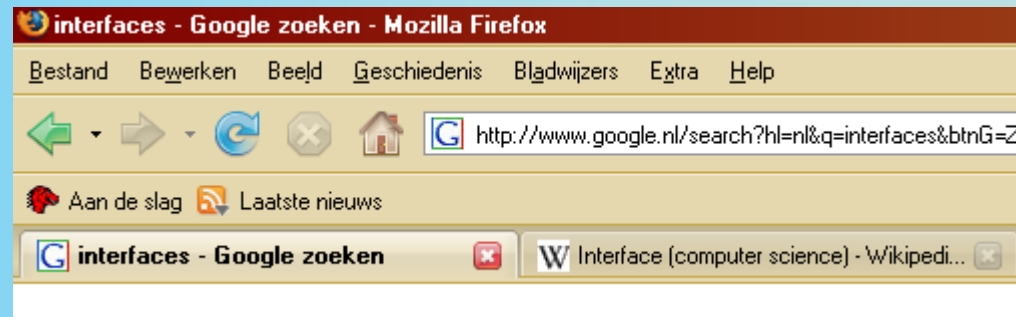 interfaces - Google zoeken - Mozilla Firefox
Bestand Bewerken Beeld Geschiedenis Bladwijzers Extra Help
G http://www.google.nl/search?hl=nl&q=interfaces&btnG=Z
Aan de slag Laatste nieuws
G interfaces - Google zoeken W Interface (computer science) - Wikipedi...